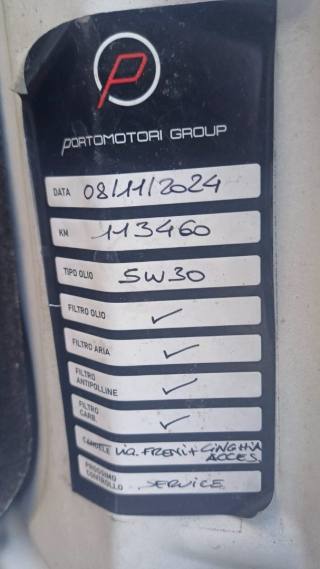 P
PORTOMOTORI GROUP
DATA 08/11/2024
KM 113460
TIPO OLIO 5W30
FILTRO OLIO ✓
FILTRO ARIA ✓
FILTRO
ANTIPOLLINE ✓
FILTRO
CARB. ✓
CANDELE LIQ. FRENI + CINGHIA
ACCES.
PROSSIMO
CONTROLLO SERVICE